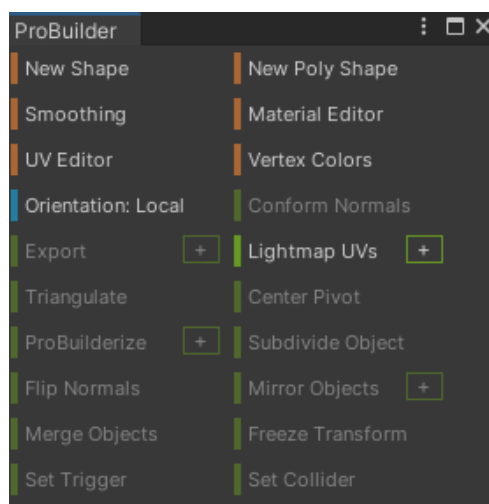 ProBuilder
New Shape New Poly Shape
Smoothing Material Editor
UV Editor Vertex Colors
Orientation: Local Conform Normals
Export + Lightmap UVs +
Triangulate Center Pivot
ProBuilderize + Subdivide Object
Flip Normals Mirror Objects +
Merge Objects Freeze Transform
Set Trigger Set Collider